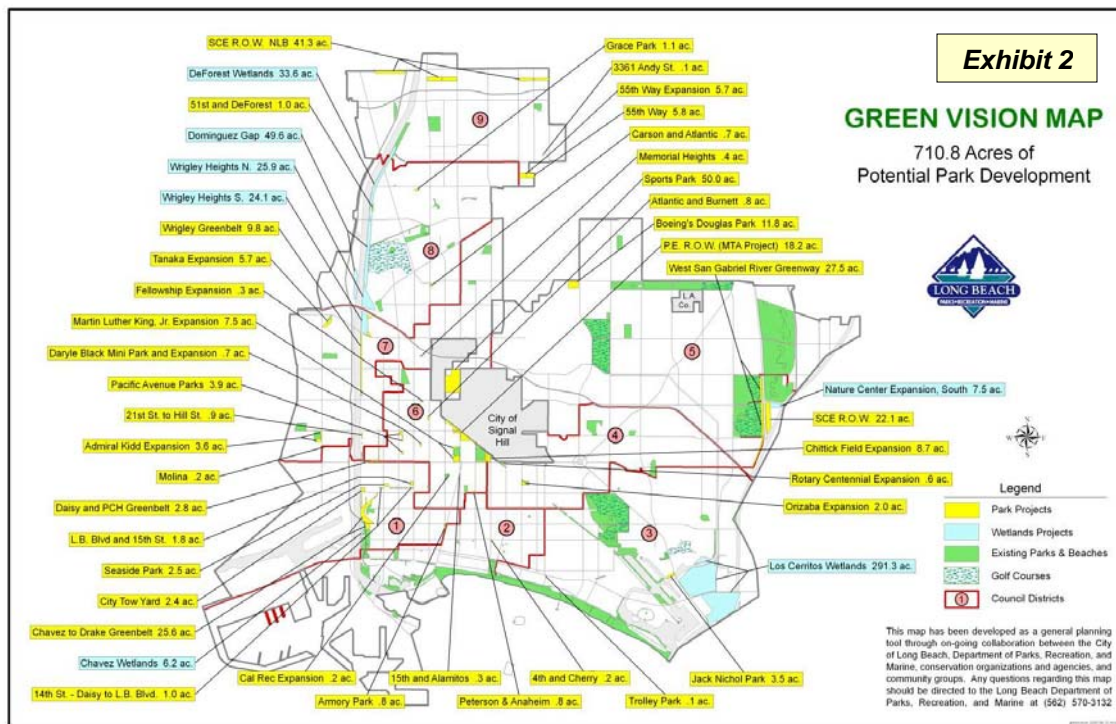 Exhibit 2
GREEN VISION MAP
710.8 Acres of
Potential Park Development
SCE R.O.W. NLB 41.3 ac.
DeForest Wetlands 33.6 ac.
51st and DeForest 1.0 ac.
Dominguez Gap 49.6 ac.
Wrigley Heights N. 25.9 ac.
Wrigley Heights S. 24.1 ac.
Wrigley Greenbelt 9.8 ac.
Tanaka Expansion 5.7 ac.
Fellowship Expansion .3 ac.
Martin Luther King, Jr. Expansion 7.5 ac.
Daryle Black Mini Park and Expansion .7 ac.
Pacific Avenue Parks 3.9 ac.
21st St. to Hill St. .9 ac.
Admiral Kidd Expansion 3.6 ac.
Molina .2 ac.
Daisy and PCH Greenbelt 2.8 ac.
L.B. Blvd and 15th St. 1.8 ac.
Seaside Park 2.5 ac.
City Tow Yard 2.4 ac.
Chavez to Drake Greenbelt 25.6 ac.
Chavez Wetlands 6.2 ac.
14th St. - Daisy to L.B. Blvd. 1.0 ac.
Grace Park 1.1 ac.
3361 Andy St. .1 ac.
55th Way Expansion 5.7 ac.
55th Way 5.8 ac.
Carson and Atlantic .7 ac.
Memorial Heights .4 ac.
Sports Park 50.0 ac.
Atlantic and Burnett .8 ac.
Boeing's Douglas Park 11.8 ac.
P.E. R.O.W. (MTA Project) 18.2 ac.
West San Gabriel River Greenway 27.5 ac.
9
8
7
6
5
4
3
2
1
L.A.
Co.
City of
Signal
Hill
Nature Center Expansion, South 7.5 ac.
SCE R.O.W. 22.1 ac.
Chittick Field Expansion 8.7 ac.
Rotary Centennial Expansion .6 ac.
Orizaba Expansion 2.0 ac.
Los Cerritos Wetlands 291.3 ac.
Cal Rec Expansion .2 ac.
Armory Park .8 ac.
15th and Alamitos .3 ac.
Peterson & Anaheim .8 ac.
4th and Cherry .2 ac.
Trolley Park .1 ac.
Jack Nichol Park 3.5 ac.
LONG BEACH
PARKS•RECREATION•MARINE
N
W
E
S
Legend
Park Projects
Wetlands Projects
Existing Parks & Beaches
Golf Courses
1 Council Districts
This map has been developed as a general planning
tool through on-going collaboration between the City
of Long Beach, Department of Parks, Recreation, and
Marine, conservation organizations and agencies, and
community groups. Any questions regarding this map
should be directed to the Long Beach Department of
Parks, Recreation, and Marine at (562) 570-3132